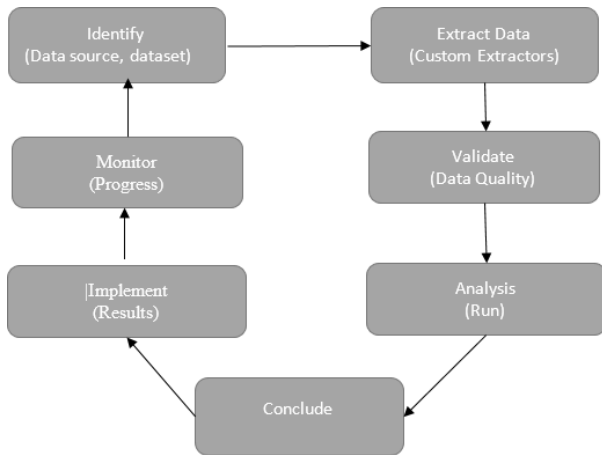 Identify
(Data source, dataset)
Extract Data
(Custom Extractors)
Monitor
(Progress)
Validate
(Data Quality)
|Implement
(Results)
Analysis
(Run)
Conclude